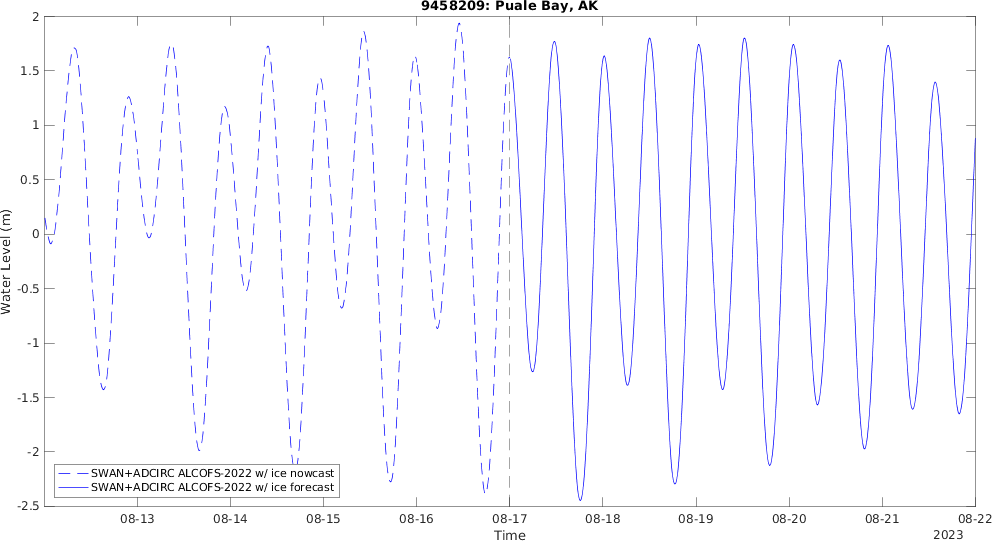 9458209: Puale Bay, AK
2
1.5
1
0.5
0
-0.5
-1
-1.5
-2
-2.5
Water Level (m)
SWAN+ADCIRC ALCOFS-2022 w/ ice nowcast
SWAN+ADCIRC ALCOFS-2022 w/ ice forecast
08-13 08-14 08-15 08-16 08-17 08-18 08-19 08-20 08-21 08-22
Time
2023